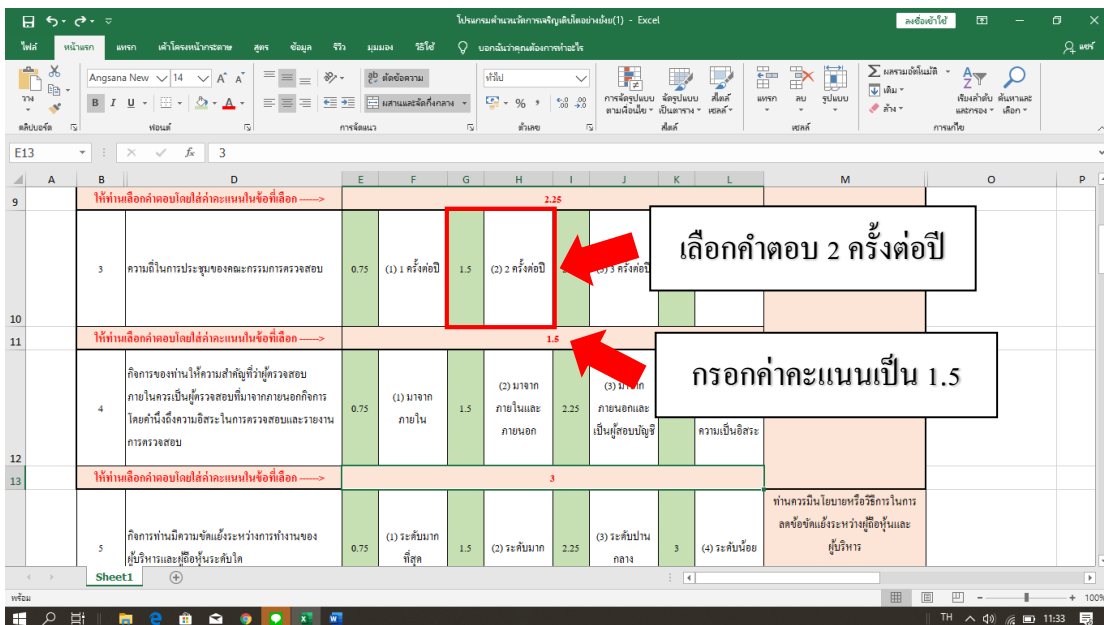 โปรแกรมคำนวณวัดการเจริญเติบโตอย่างยั่งยืน(1) - Excel
ลงชื่อเข้าใช้
ไฟล์ หน้าแรก แทรก เค้าโครงหน้ากระดาษ สูตร ข้อมูล รีวิว มุมมอง วิธีใช้ บอกฉันว่าคุณต้องการทำอะไร แชร์
วาง
Angsana New 14
ตัดข้อความ
ผสานและจัดกึ่งกลาง
ทั่วไป
การจัดรูปแบบตามเงื่อนไข
จัดรูปแบบเป็นตาราง
สไตล์เซลล์
แทรก ลบ รูปแบบ
ผลรวมอัตโนมัติ
เติม
ล้าง
เรียงลำดับและกรอง
ค้นหาและเลือก
คลิปบอร์ด ฟอนต์ การจัดแนว ตัวเลข สไตล์ เซลล์ การแก้ไข
E13 fx 3
A B D E F G H I J K L M O P
9 ให้ท่านเลือกคำตอบโดยใส่ค่าคะแนนในข้อที่เลือก ------> 2.25
10 3 ความถี่ในการประชุมของคณะกรรมการตรวจสอบ 0.75 (1) 1 ครั้งต่อปี 1.5 (2) 2 ครั้งต่อปี (3) 3 ครั้งต่อปี
เลือกคำตอบ 2 ครั้งต่อปี
11 ให้ท่านเลือกคำตอบโดยใส่ค่าคะแนนในข้อที่เลือก ------> 1.5
กรอกค่าคะแนนเป็น 1.5
กิจการของท่านให้ความสำคัญที่ว่าผู้ตรวจสอบ
ภายในควรเป็นผู้ตรวจสอบที่มาจากภายนอกกิจการ
โดยคำนึงถึงความอิสระในการตรวจสอบและรายงาน
การตรวจสอบ
12 4 0.75 (1) มาจากภายใน 1.5 (2) มาจากภายในและภายนอก 2.25 (3) มาจากภายนอกและเป็นผู้สอบบัญชี ความเป็นอิสระ
13 ให้ท่านเลือกคำตอบโดยใส่ค่าคะแนนในข้อที่เลือก ------> 3
5 กิจการท่านมีความขัดแย้งระหว่างการทำงานของ
ผู้บริหารและผู้ถือหุ้นระดับใด
0.75 (1) ระดับมากที่สุด 1.5 (2) ระดับมาก 2.25 (3) ระดับปานกลาง 3 (4) ระดับน้อย
ท่านควรมีนโยบายหรือวิธีการในการ
ลดข้อขัดแย้งระหว่างผู้ถือหุ้นและ
ผู้บริหาร
Sheet1
พร้อม 100%
TH 11:33